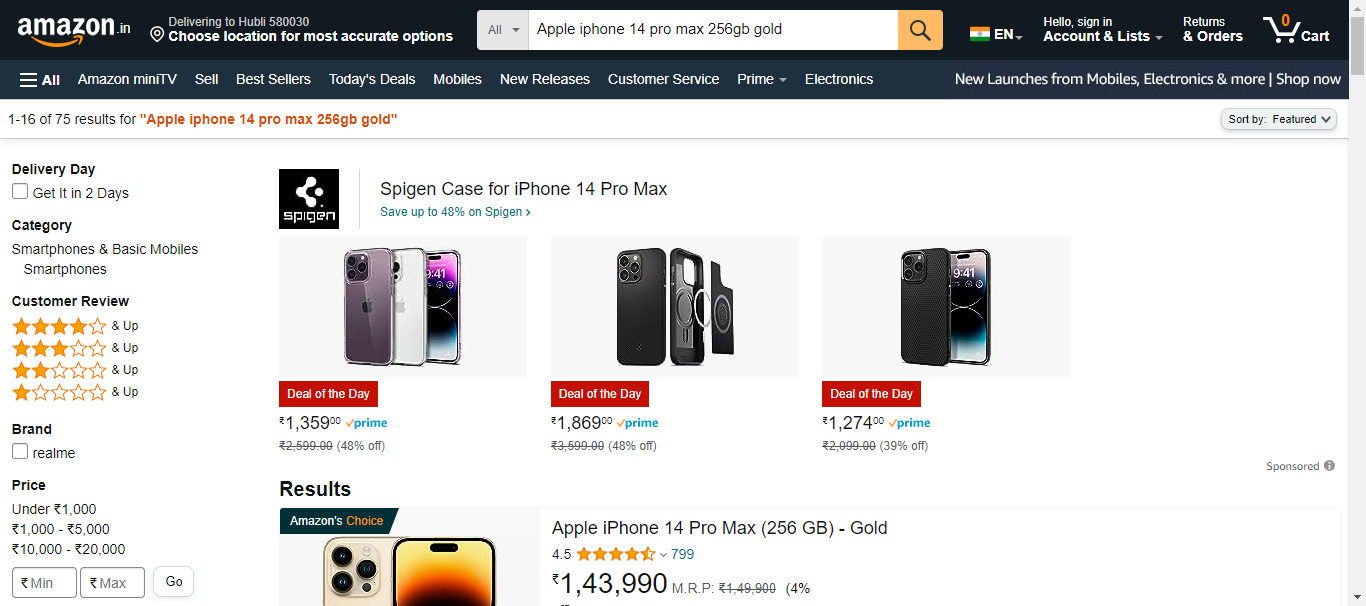 amazon.in
Delivering to Hubli 580030
Choose location for most accurate options
All
Apple iphone 14 pro max 256gb gold
EN
Hello, sign in
Account & Lists
Returns
& Orders
0
Cart
All
Amazon miniTV
Sell
Best Sellers
Today's Deals
Mobiles
New Releases
Customer Service
Prime
Electronics
New Launches from Mobiles, Electronics & more | Shop now
1-16 of 75 results for "Apple iphone 14 pro max 256gb gold"
Sort by: Featured
Delivery Day
Get It in 2 Days
Category
Smartphones & Basic Mobiles
Smartphones
Customer Review
& Up
& Up
& Up
& Up
Brand
realme
Price
Under ₹1,000
₹1,000 - ₹5,000
₹10,000 - ₹20,000
₹ Min
₹ Max
Go
spigen
Spigen Case for iPhone 14 Pro Max
Save up to 48% on Spigen ›
9:41
9:41
Deal of the Day
₹1,35900 prime
₹2,599.00 (48% off)
Deal of the Day
₹1,86900 prime
₹3,599.00 (48% off)
Deal of the Day
₹1,27400 prime
₹2,099.00 (39% off)
Sponsored
Results
Amazon's Choice
Apple iPhone 14 Pro Max (256 GB) - Gold
4.5 799
₹1,43,990 M.R.P: ₹1,49,900 (4%